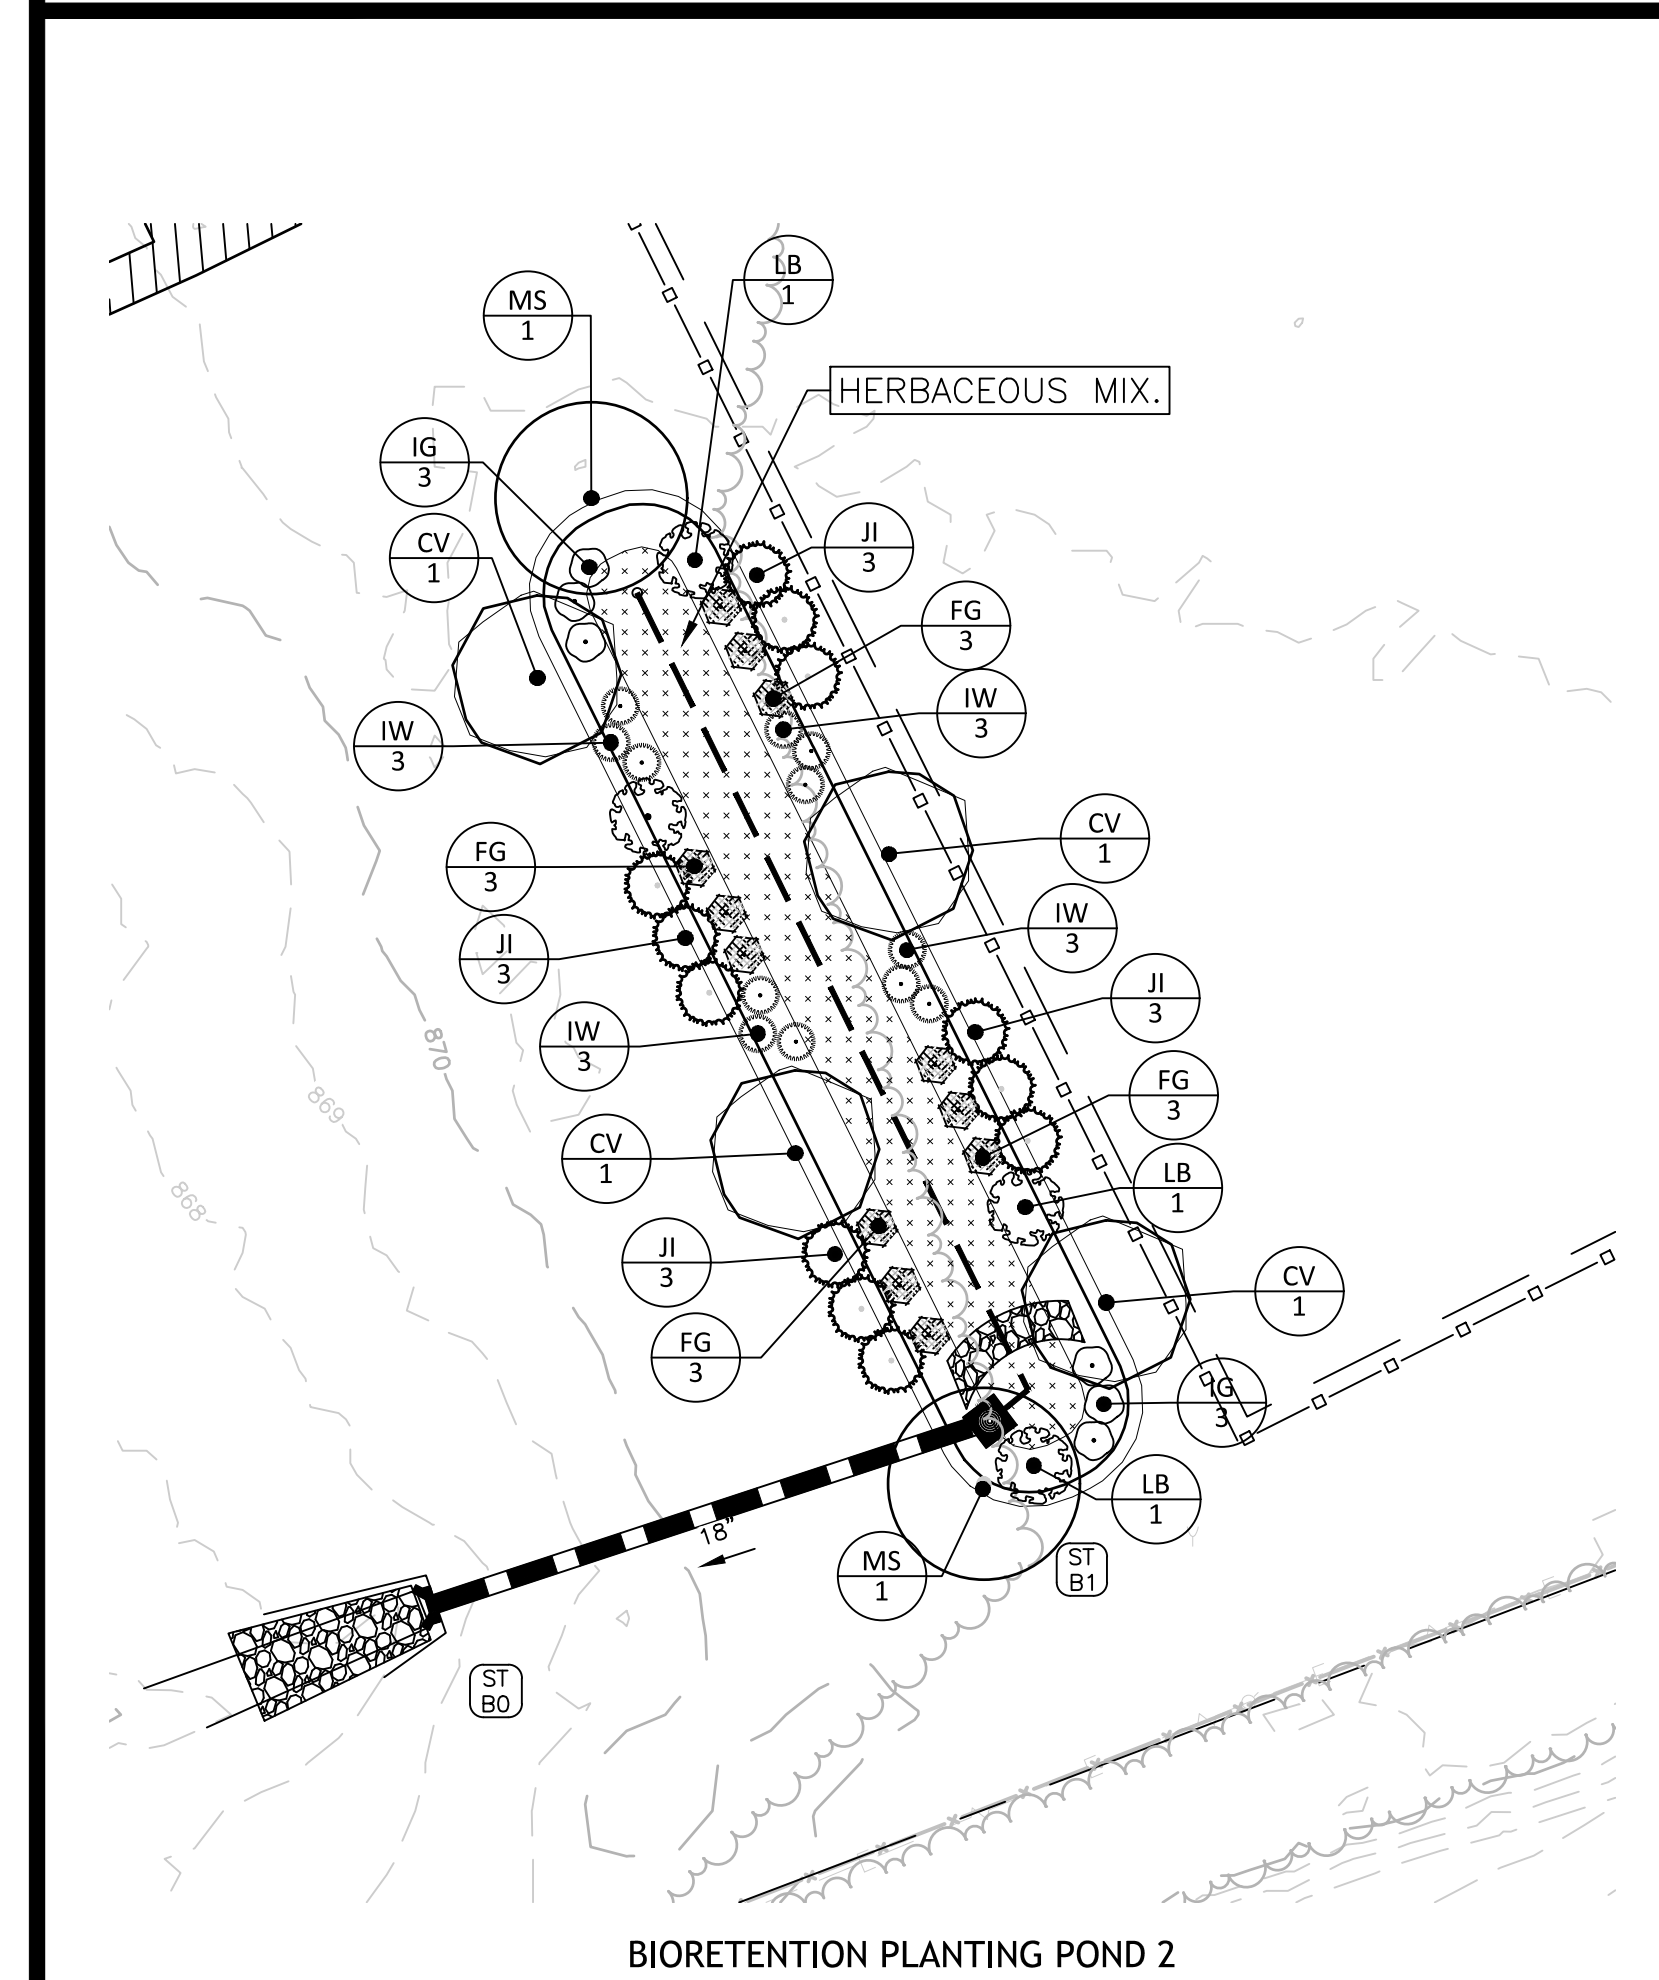 LB
1
MS
1
HERBACEOUS MIX.
IG
3
CV
1
JI
3
FG
3
IW
3
IW
3
CV
1
FG
3
IW
3
JI
3
JI
3
IW
3
870
FG
3
869
CV
1
LB
1
868
JI
3
CV
1
FG
3
IG
3
LB
1
18"
MS
1
ST
B1
ST
B0
BIORETENTION PLANTING POND 2